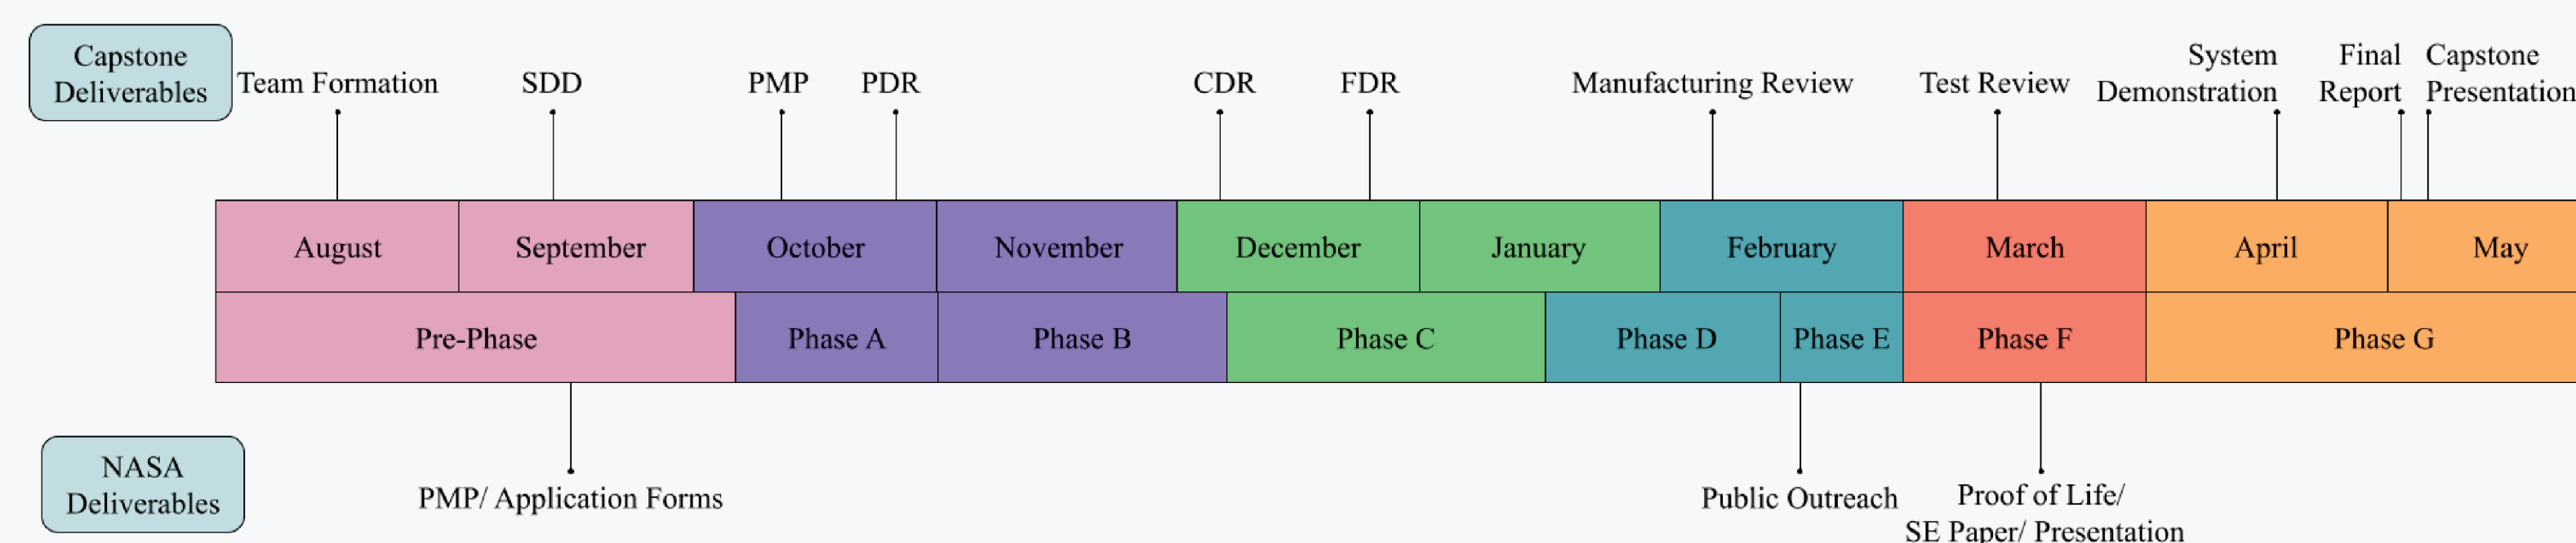 Capstone
Deliverables
Team Formation
SDD
PMP
PDR
CDR
FDR
Manufacturing Review
Test Review
System
Demonstration
Final
Report
Capstone
Presentation
August
September
October
November
December
January
February
March
April
May
Pre-Phase
Phase A
Phase B
Phase C
Phase D
Phase E
Phase F
Phase G
NASA
Deliverables
PMP/ Application Forms
Public Outreach
Proof of Life/
SE Paper/ Presentation